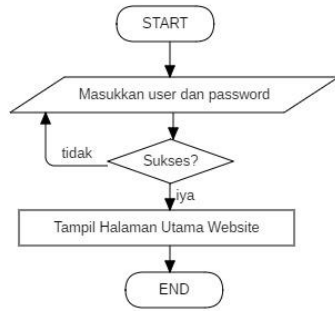 START
Masukkan user dan password
tidak
Sukses?
iya
Tampil Halaman Utama Website
END